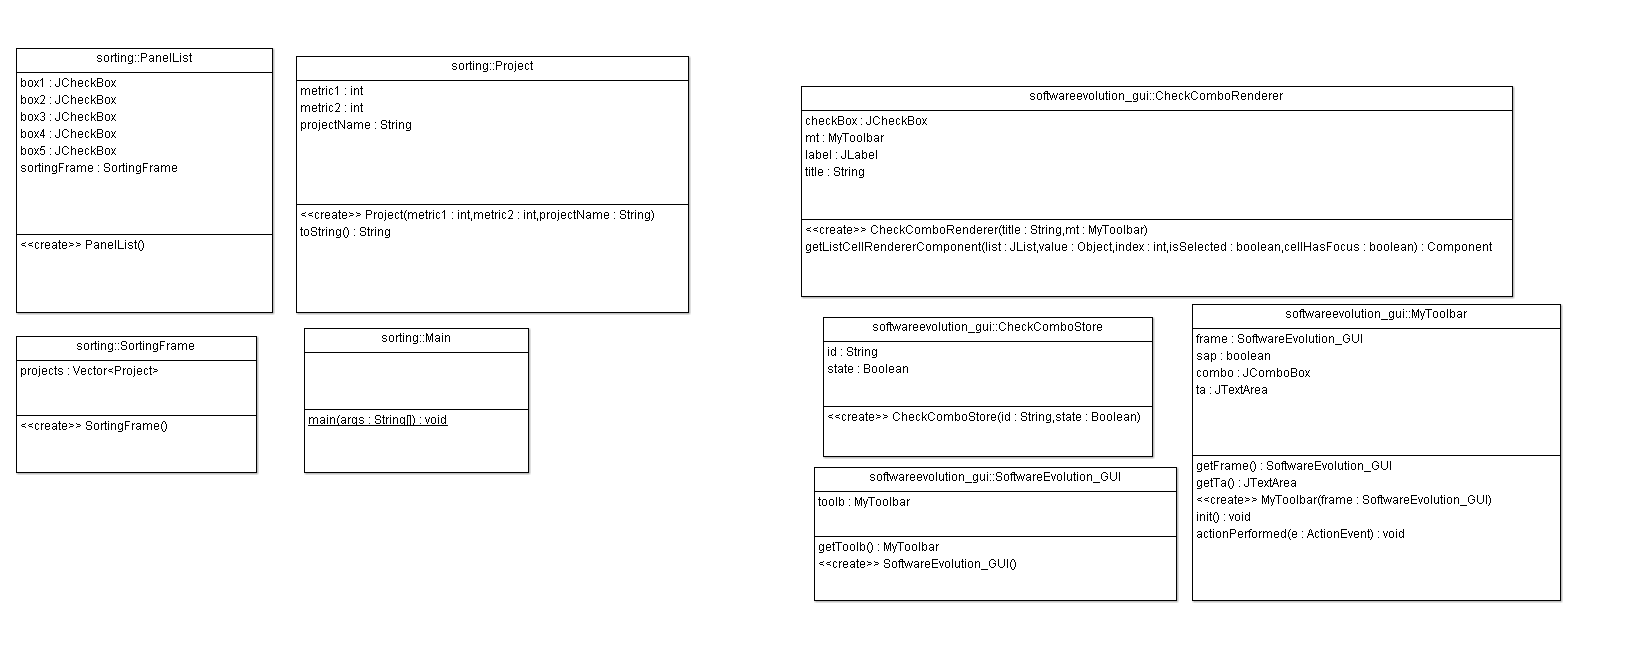 sorting::PanelList
box1 : JCheckBox
box2 : JCheckBox
box3 : JCheckBox
box4 : JCheckBox
box5 : JCheckBox
sortingFrame : SortingFrame
<<create>> PanelList()
sorting::Project
metric1 : int
metric2 : int
projectName : String
<<create>> Project(metric1 : int,metric2 : int,projectName : String)
toString() : String
sorting::SortingFrame
projects : Vector<Project>
<<create>> SortingFrame()
sorting::Main
main(args : String[]) : void
softwareevolution_gui::CheckComboRenderer
checkBox : JCheckBox
mt : MyToolbar
label : JLabel
title : String
<<create>> CheckComboRenderer(title : String,mt : MyToolbar)
getListCellRendererComponent(list : JList,value : Object,index : int,isSelected : boolean,cellHasFocus : boolean) : Component
softwareevolution_gui::CheckComboStore
id : String
state : Boolean
<<create>> CheckComboStore(id : String,state : Boolean)
softwareevolution_gui::MyToolbar
frame : SoftwareEvolution_GUI
sap : boolean
combo : JComboBox
ta : JTextArea
getFrame() : SoftwareEvolution_GUI
getTa() : JTextArea
<<create>> MyToolbar(frame : SoftwareEvolution_GUI)
init() : void
actionPerformed(e : ActionEvent) : void
softwareevolution_gui::SoftwareEvolution_GUI
toolb : MyToolbar
getToolb() : MyToolbar
<<create>> SoftwareEvolution_GUI()